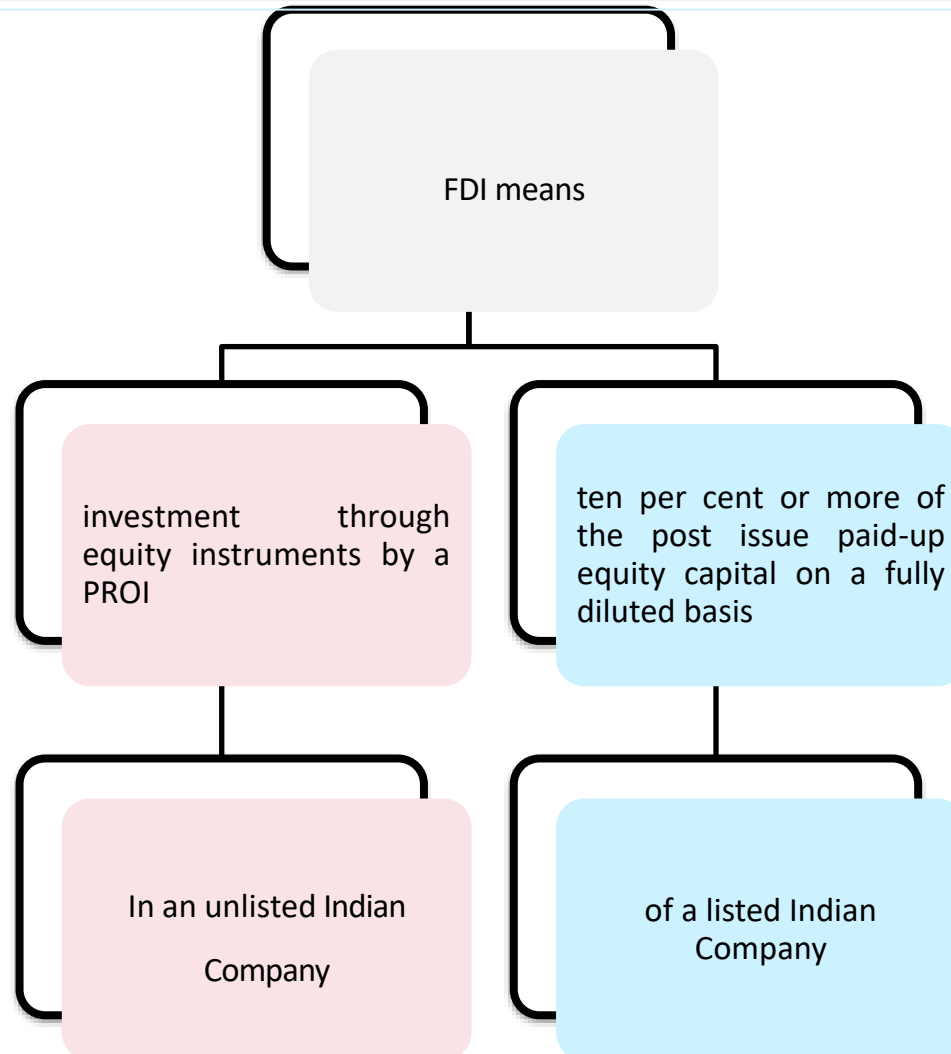 FDI means
investment through
equity instruments by a
PROI
ten per cent or more of
the post issue paid-up
equity capital on a fully
diluted basis
In an unlisted Indian
Company
of a listed Indian
Company